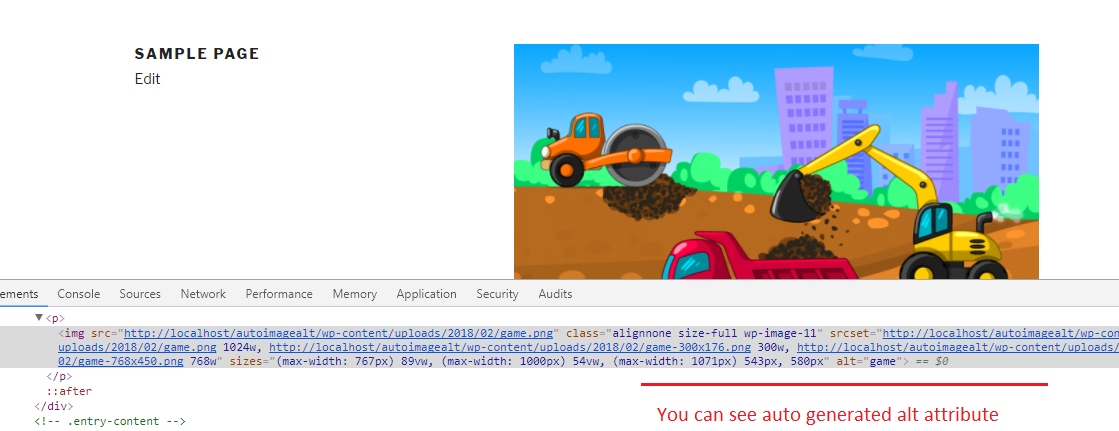 SAMPLE PAGE
Edit
ements Console Sources Network Performance Memory Application Security Audits
▼<p>
<img src="http://localhost/autoimagealt/wp-content/uploads/2018/02/game.png" class="alignnone size-full wp-image-11" srcset="http://localhost/autoimagealt/wp-con
uploads/2018/02/game.png 1024w, http://localhost/autoimagealt/wp-content/uploads/2018/02/game-300x176.png 300w, http://localhost/autoimagealt/wp-content/uploads/
02/game-768x450.png 768w" sizes="(max-width: 767px) 89vw, (max-width: 1000px) 54vw, (max-width: 1071px) 543px, 580px" alt="game"> == $0
</p>
::after
</div>
<!-- .entry-content -->
You can see auto generated alt attribute